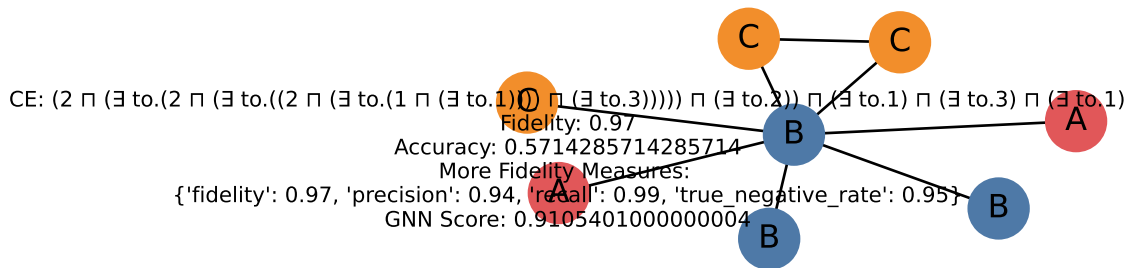 C
C
CE: (2 ⊓ (∃ to.(2 ⊓ (∃ to.((2 ⊓ (∃ to.(1 ⊓ (∃ to.1)))) ⊓ (∃ to.3))))) ⊓ (∃ to.2)) ⊓ (∃ to.1) ⊓ (∃ to.3) ⊓ (∃ to.1)
C
A
Fidelity: 0.97
B
Accuracy: 0.5714285714285714
More Fidelity Measures:
{'fidelity': 0.97, 'precision': 0.94, 'recall': 0.99, 'true_negative_rate': 0.95}
A
B
GNN Score: 0.9105401000000004
B